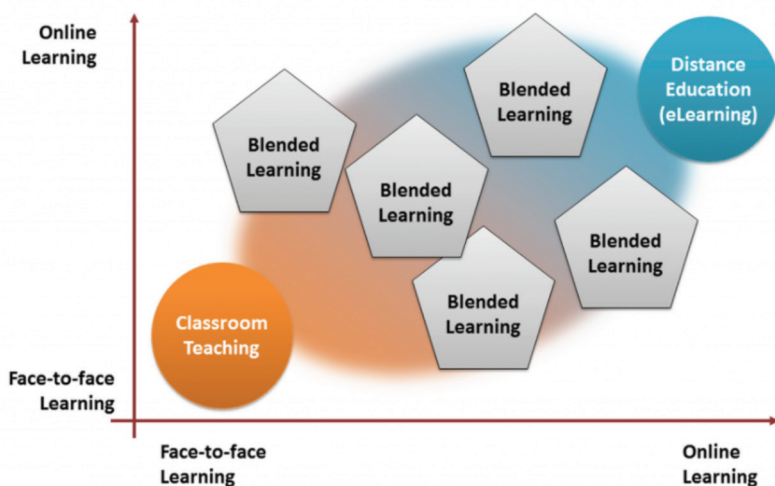 Online
Learning
Blended
Learning
Distance
Education
(eLearning)
Blended
Learning
Blended
Learning
Blended
Learning
Blended
Learning
Classroom
Teaching
Face-to-face
Learning
Face-to-face
Learning
Online
Learning